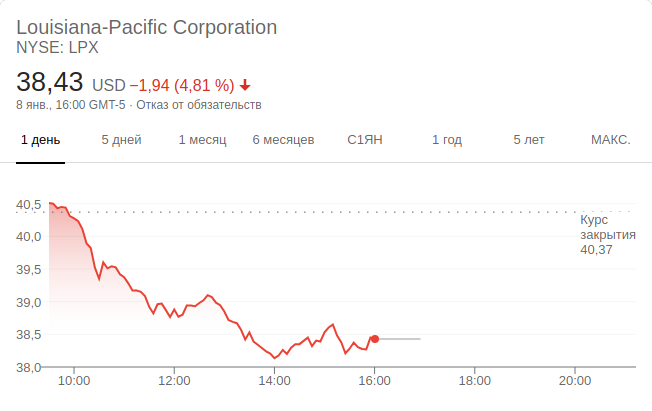 Louisiana-Pacific Corporation
NYSE: LPX
38,43 USD −1,94 (4,81 %)
8 янв., 16:00 GMT-5 · Отказ от обязательств
1 день 5 дней 1 месяц 6 месяцев С1ЯН 1 год 5 лет МАКС.
40,5
40,0
39,5
39,0
38,5
38,0
Курс
закрытия
40,37
10:00 12:00 14:00 16:00 18:00 20:00